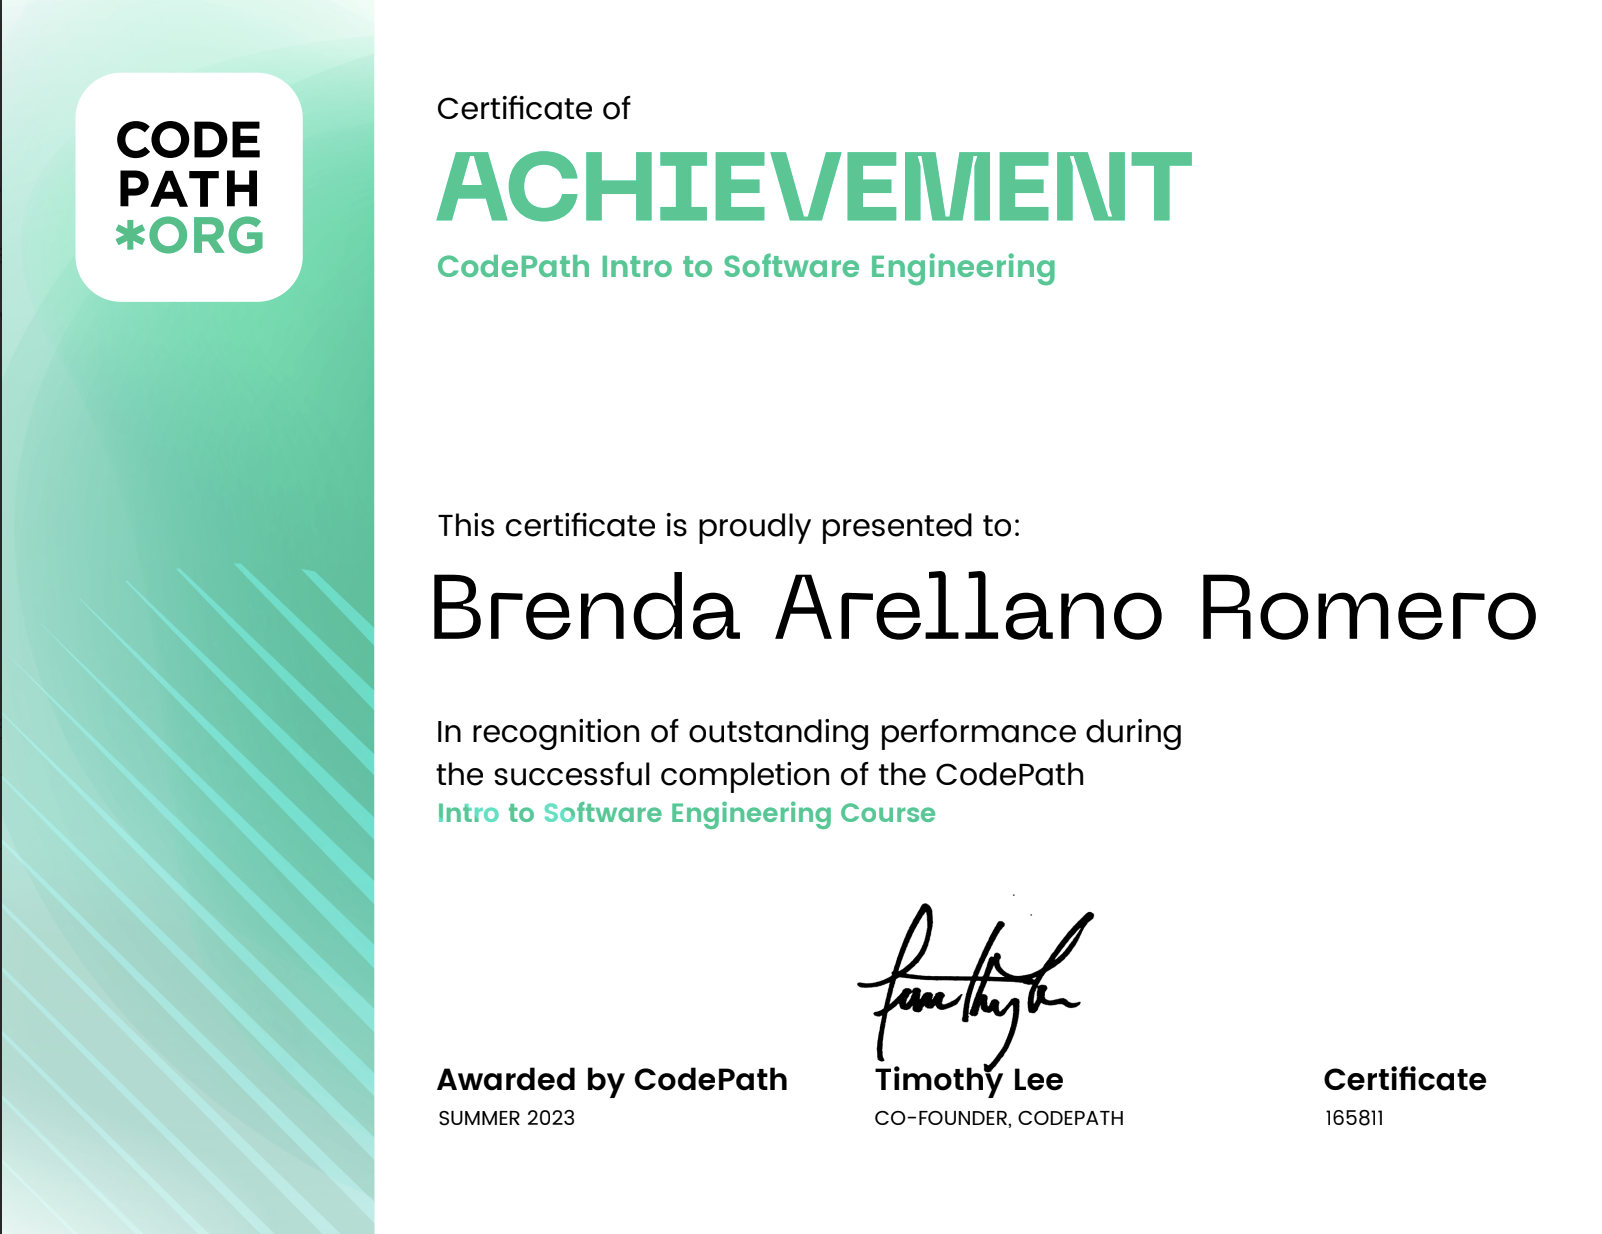 CODE
PATH
*ORG
Certificate of
ACHIEVEMENT
CodePath Intro to Software Engineering
This certificate is proudly presented to:
Brenda Arellano Romero
In recognition of outstanding performance during
the successful completion of the CodePath
Intro to Software Engineering Course
Awarded by CodePath
SUMMER 2023
Timothy Lee
CO-FOUNDER, CODEPATH
Certificate
165811